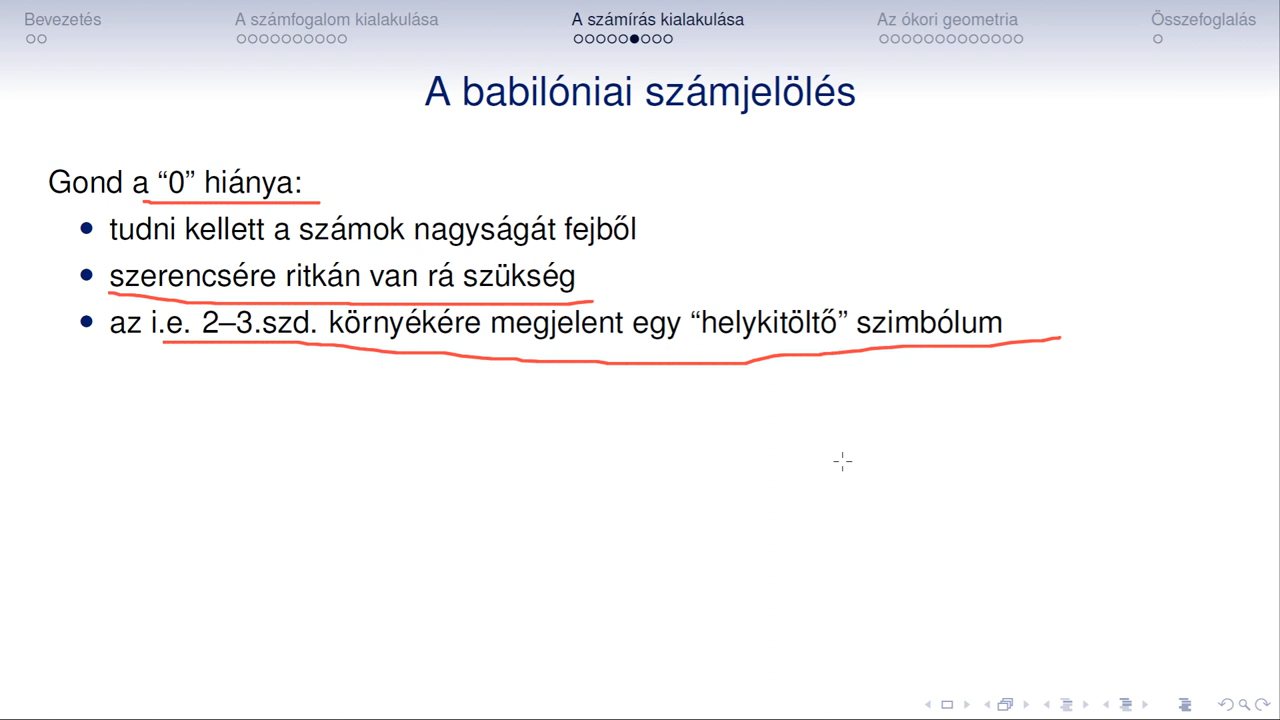 Bevezetés A számfogalom kialakulása A számírás kialakulása Az ókori geometria Összefoglalás
A babilóniai számjelölés
Gond a “0” hiánya:
tudni kellett a számok nagyságát fejből
szerencsére ritkán van rá szükség
az i.e. 2–3.szd. környékére megjelent egy “helykitöltő” szimbólum